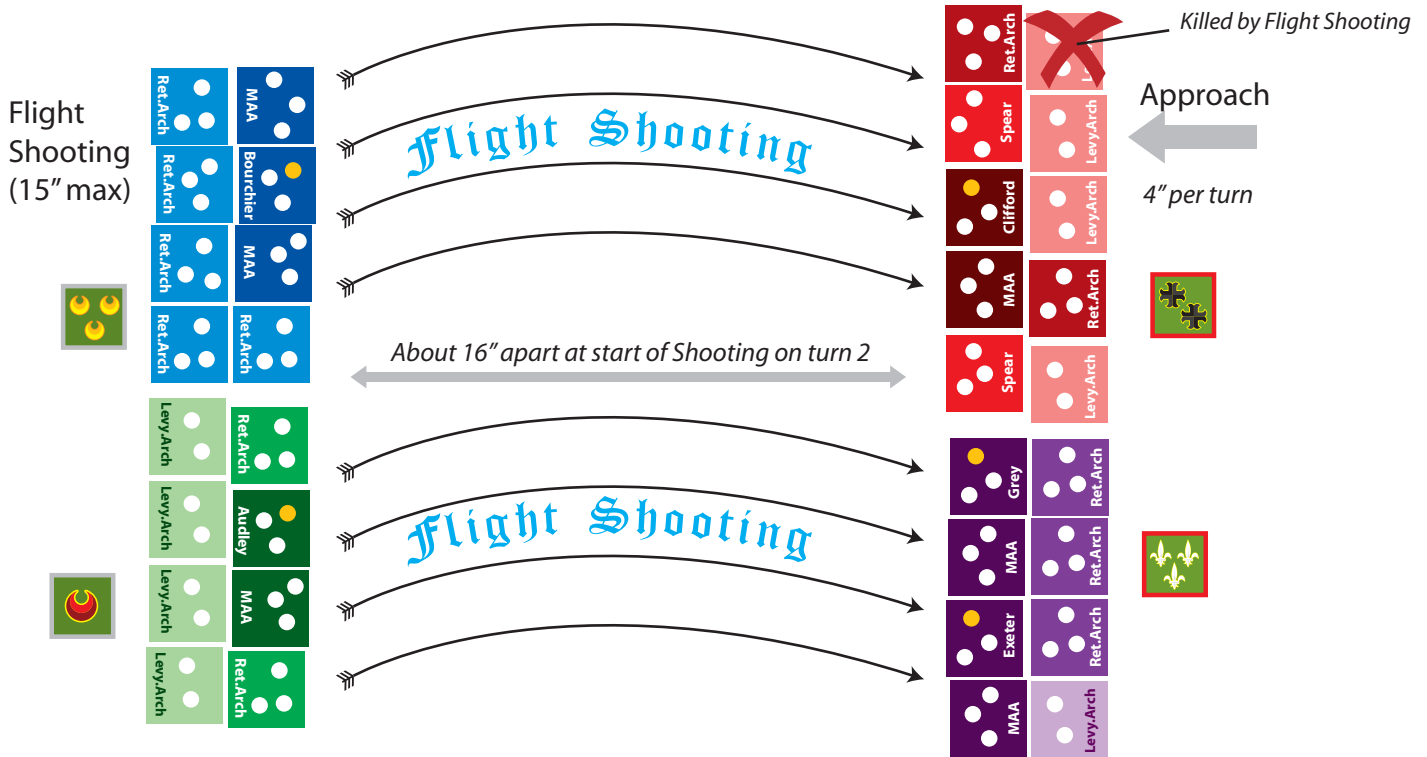 Killed by Flight Shooting
Flight
Shooting
(15" max)
Approach
4" per turn
Flight Shooting
About 16" apart at start of Shooting on turn 2
Flight Shooting
Ret.Arch
MAA
Ret.Arch
Bourchier
Ret.Arch
MAA
Ret.Arch
Ret.Arch
Levy.Arch
Ret.Arch
Levy.Arch
Audley
Levy.Arch
MAA
Levy.Arch
Ret.Arch
Ret.Arch
Spear
Levy.Arch
Clifford
Levy.Arch
MAA
Ret.Arch
Spear
Levy.Arch
Grey
Ret.Arch
MAA
Ret.Arch
Exeter
Ret.Arch
MAA
Levy.Arch